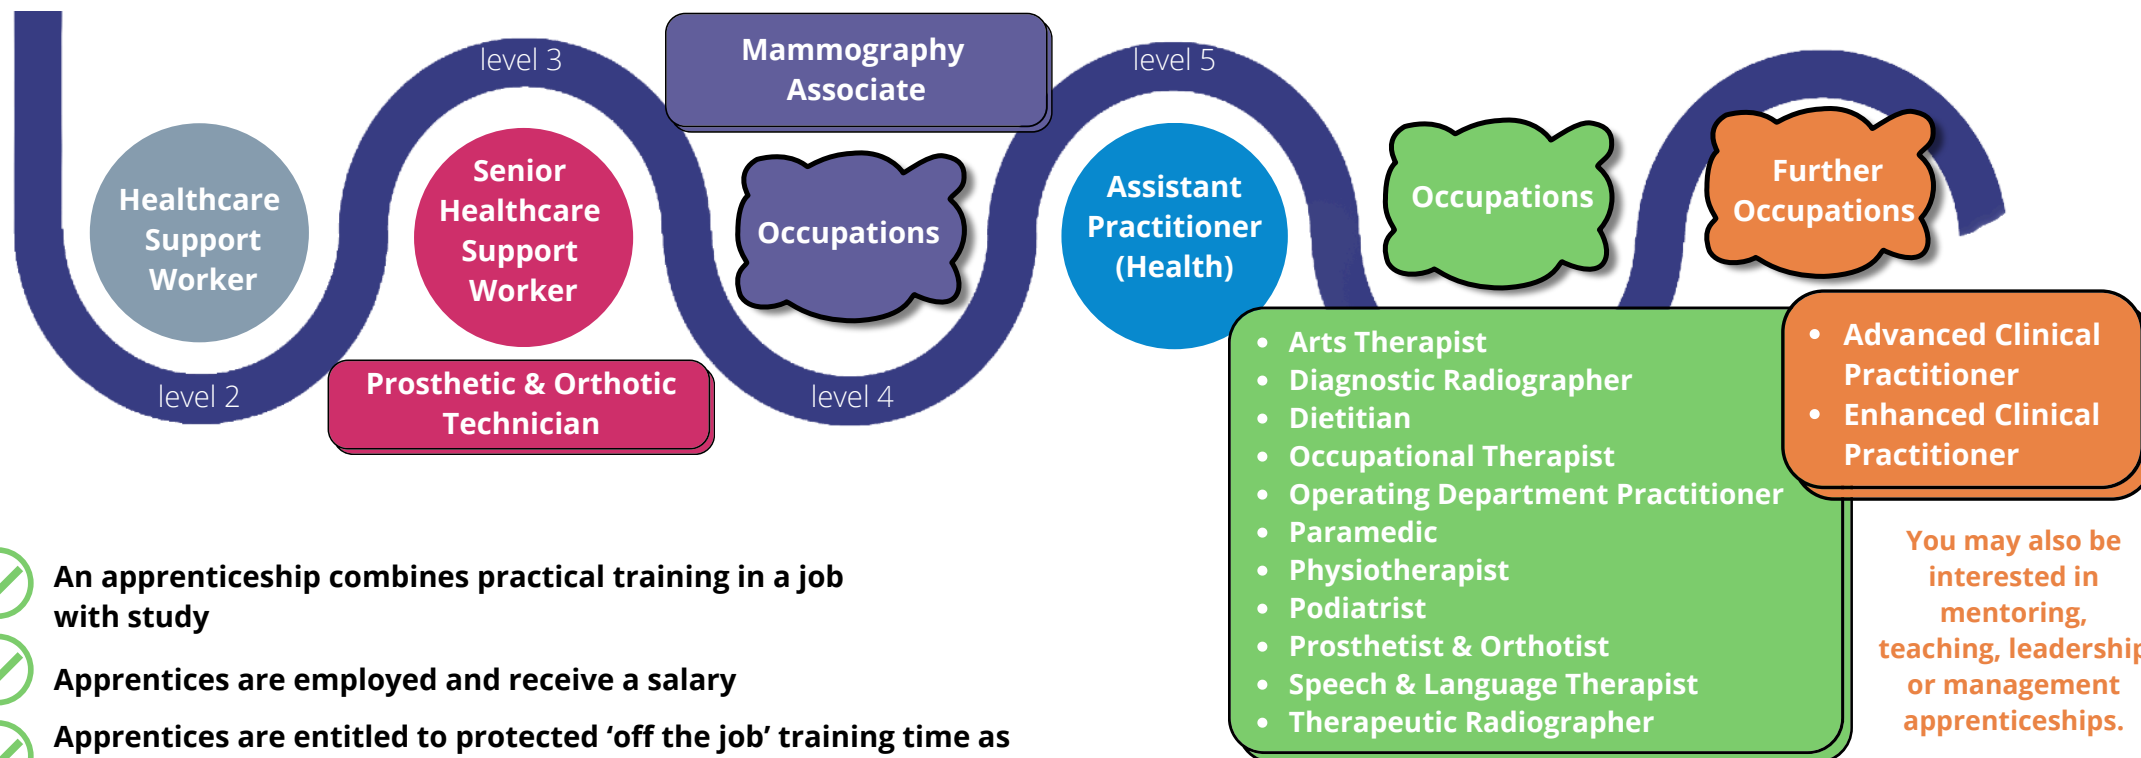 level 3
Mammography
Associate
level 5
Healthcare
Support
Worker
Senior
Healthcare
Support
Worker
Occupations
Assistant
Practitioner
(Health)
Occupations
Further
Occupations
level 2
Prosthetic & Orthotic
Technician
level 4
• Arts Therapist
• Diagnostic Radiographer
• Dietitian
• Occupational Therapist
• Operating Department Practitioner
• Paramedic
• Physiotherapist
• Podiatrist
• Prosthetist & Orthotist
• Speech & Language Therapist
• Therapeutic Radiographer
• Advanced Clinical
Practitioner
• Enhanced Clinical
Practitioner
You may also be
interested in
mentoring,
teaching, leadership
or management
apprenticeships.
An apprenticeship combines practical training in a job
with study
Apprentices are employed and receive a salary
Apprentices are entitled to protected ‘off the job’ training time as